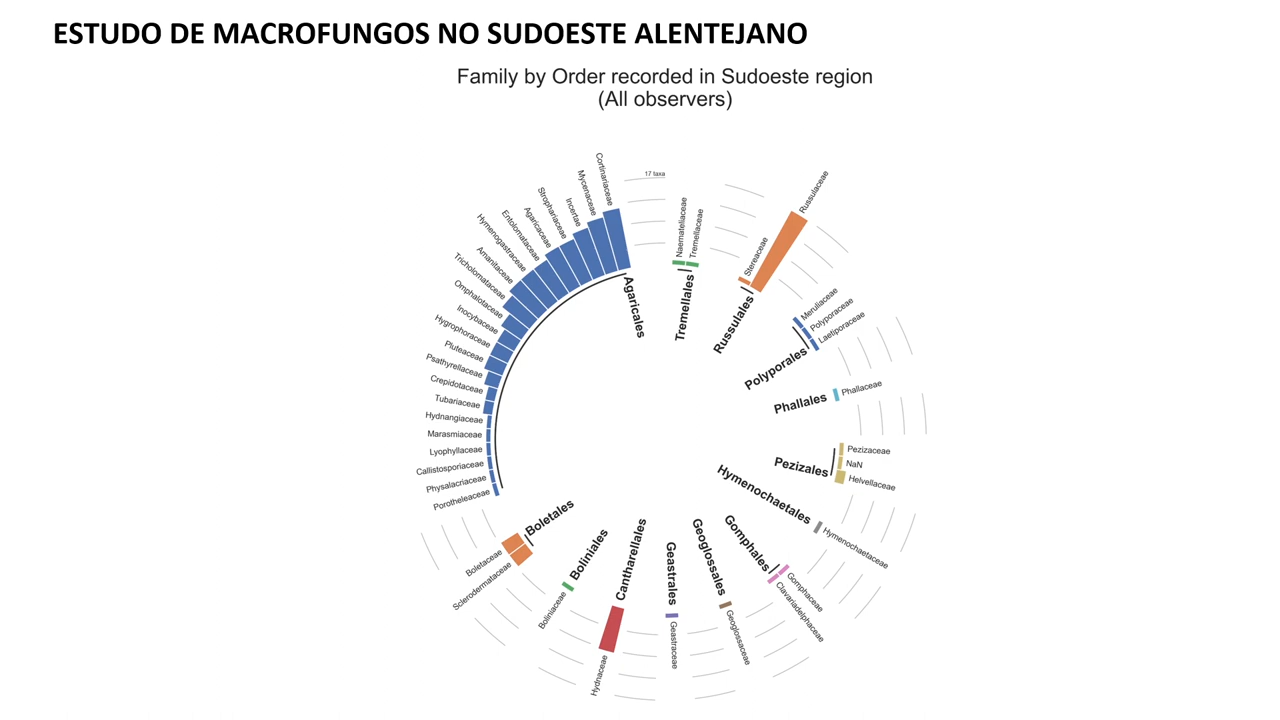 ESTUDO DE MACROFUNGOS NO SUDOESTE ALENTEJANO
Family by Order recorded in Sudoeste region
(All observers)
17 taxa
Cortinariaceae
Mycenaceae
Incertae
Strophariaceae
Agaricaceae
Entolomataceae
Hymenogastraceae
Amanitaceae
Tricholomataceae
Omphalotaceae
Inocybaceae
Hygrophoraceae
Pluteaceae
Psathyrellaceae
Crepidotaceae
Tubariaceae
Hydnangiaceae
Marasmiaceae
Lyophyllaceae
Callistosporiaceae
Physalacriaceae
Porotheleaceae
Agaricales
Naemateliaceae
Tremellaceae
Tremellales
Stereaceae
Russulaceae
Russulales
Meruliaceae
Polyporaceae
Laetiporaceae
Polyporales
Phallaceae
Phallales
Pezizaceae
NaN
Helvellaceae
Pezizales
Hymenochaetaceae
Hymenochaetales
Gomphaceae
Clavariadelphaceae
Gomphales
Geoglossaceae
Geoglossales
Geastraceae
Geastrales
Hydnaceae
Cantharellales
Boliniaceae
Boliniales
Sclerodermataceae
Boletaceae
Boletales